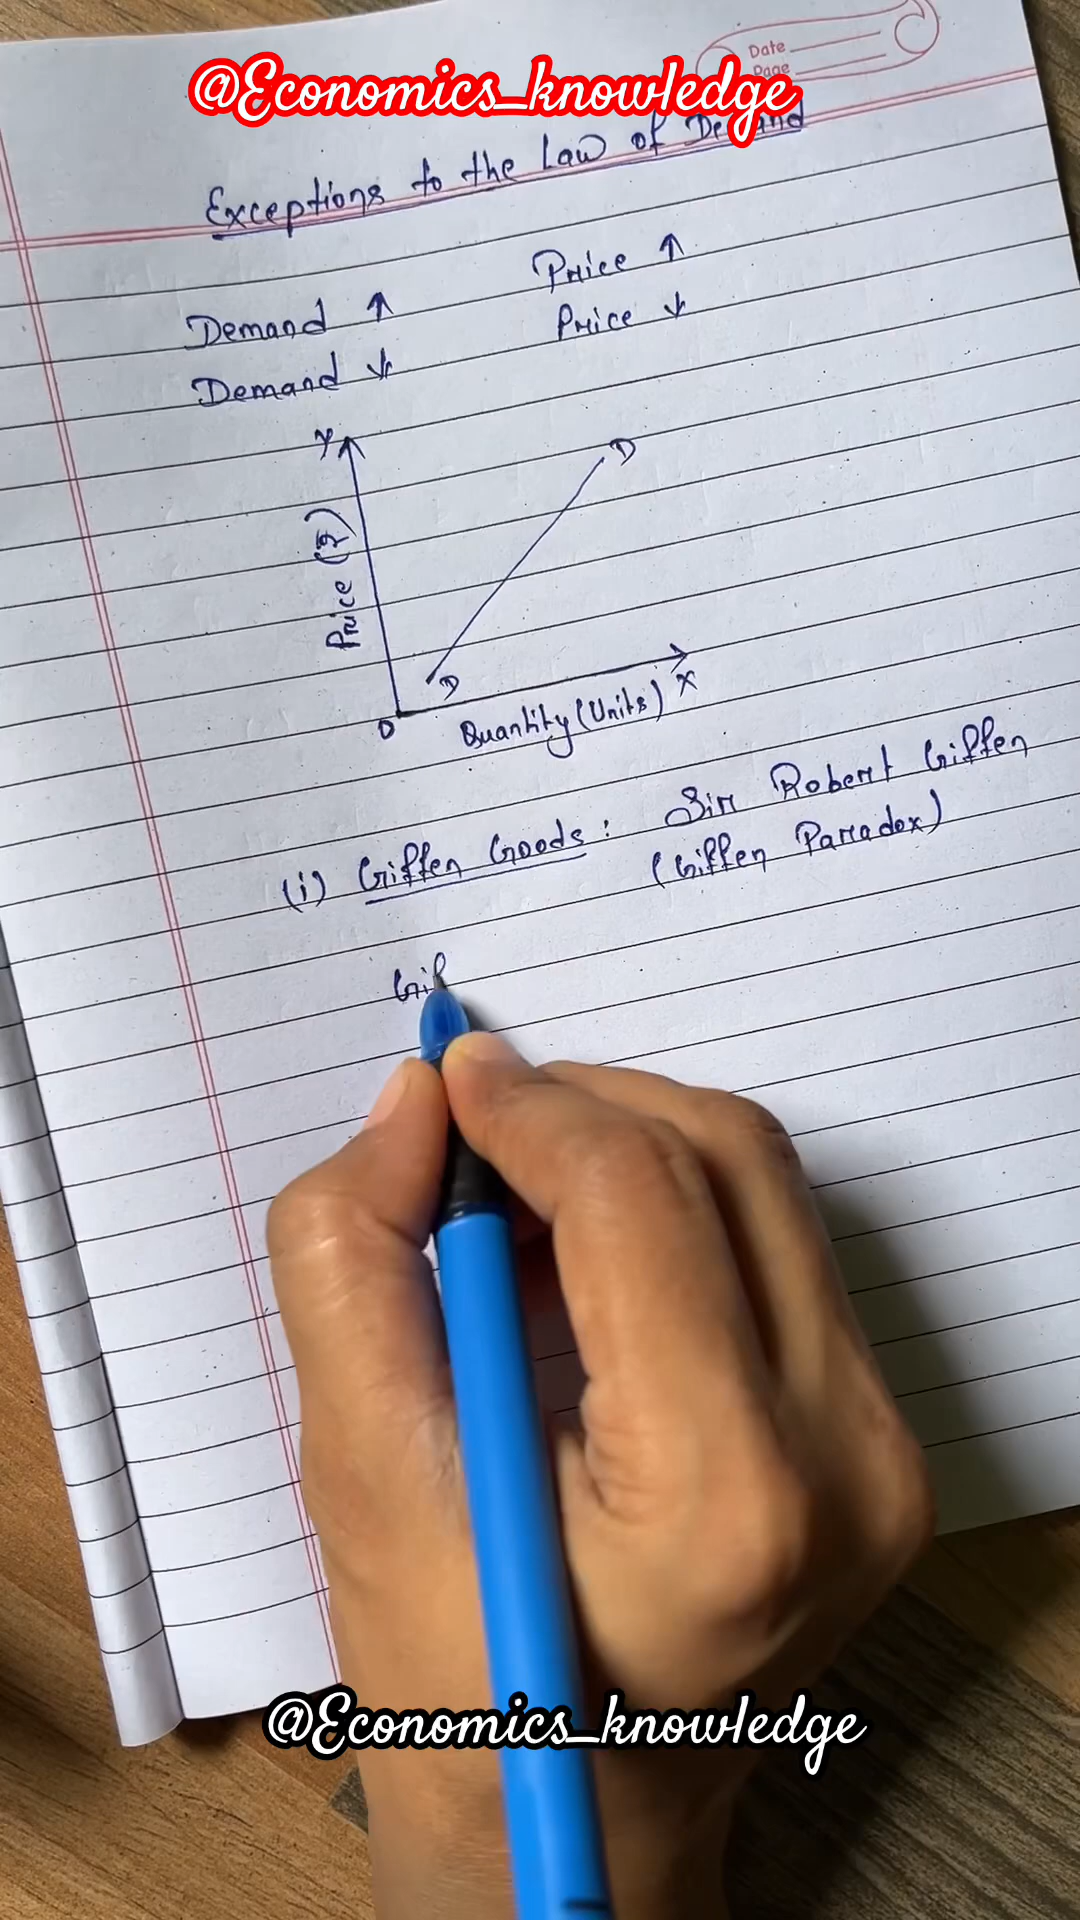 Date
Page
@Economics_knowledge
Exceptions to the Law of Demand
Demand ↑ Price ↑
Demand ↓ Price ↓
Y
D
Price (₹)
D
O
Quantity (Units) X
(i) Giffen Goods : Sir Robert Giffen
(Giffen Paradox)
Gif
@Economics_knowledge